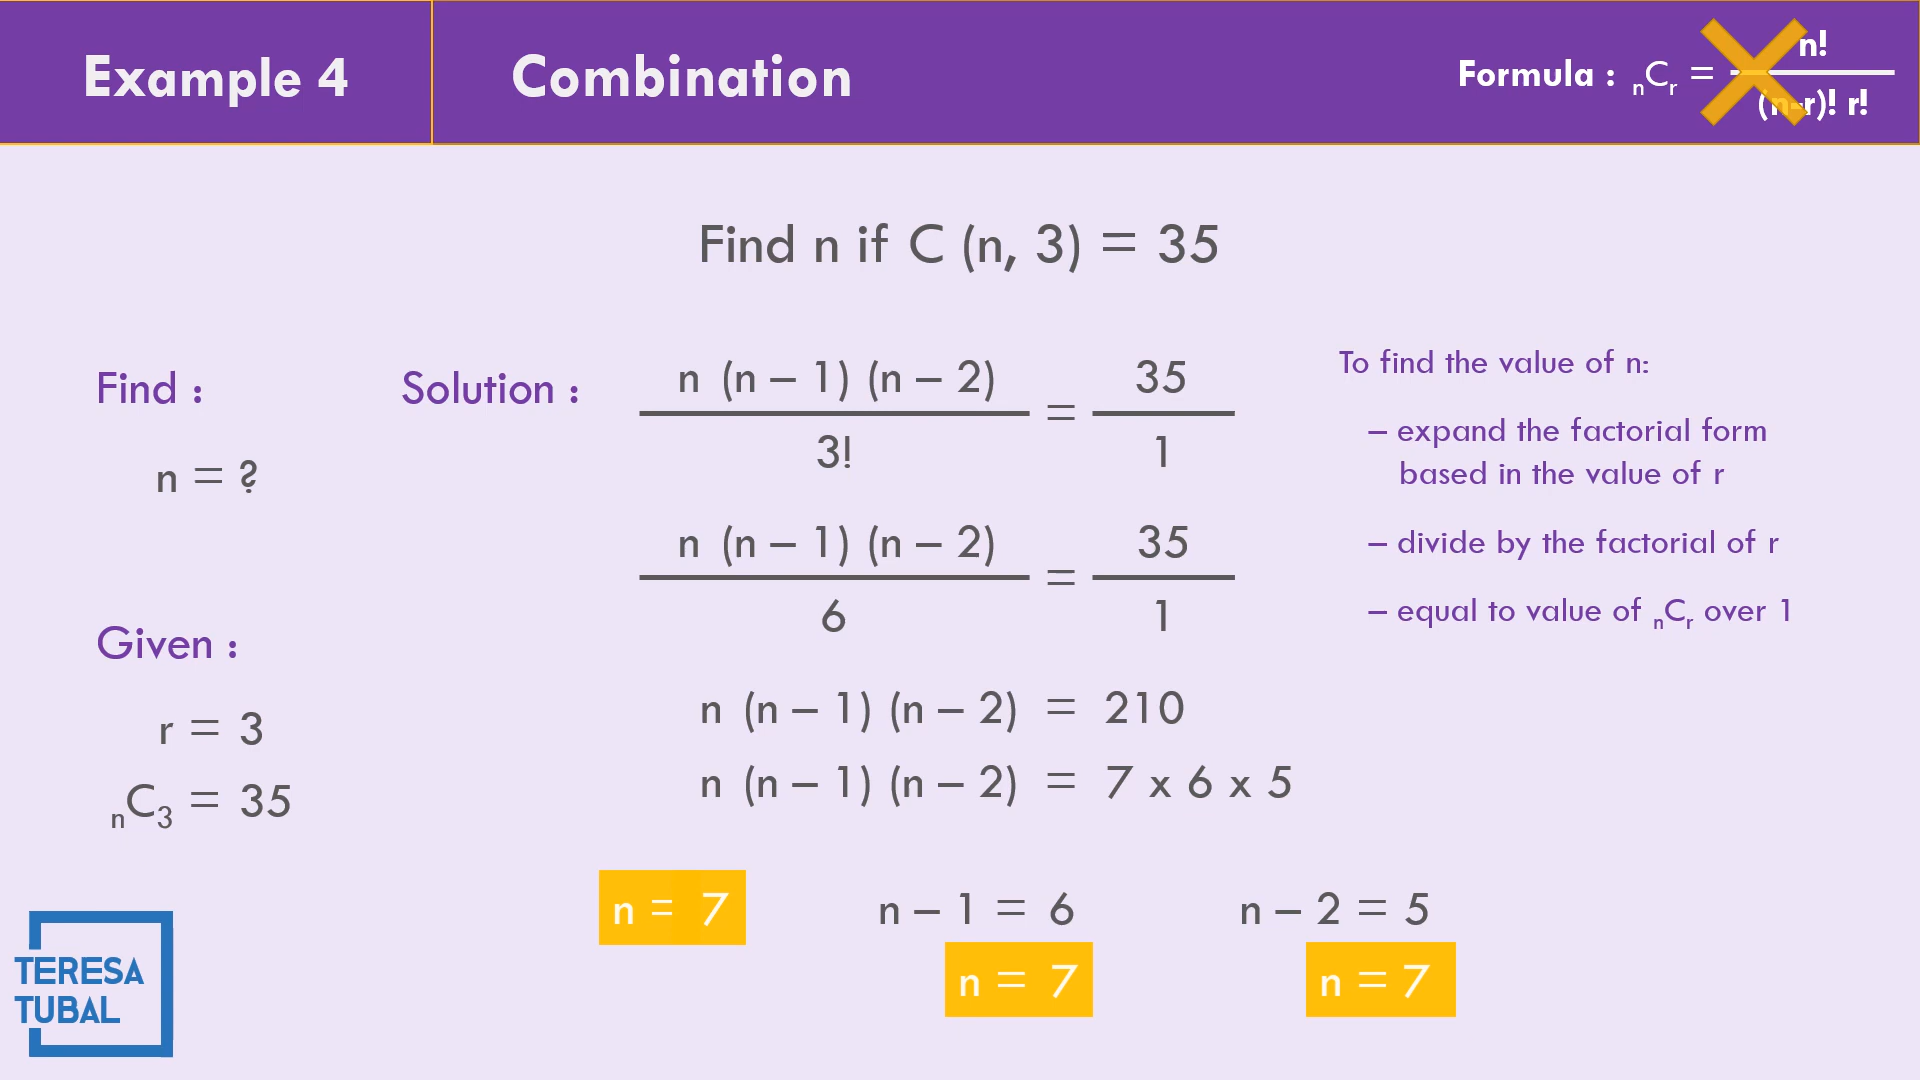 Example 4
Combination
Formula : nCr = n!
(n-r)! r!
Find n if C (n, 3) = 35
Find :
n = ?
Given :
r = 3
nC3 = 35
Solution :
n (n – 1) (n – 2) = 35
3! 1
n (n – 1) (n – 2) = 35
6 1
n (n – 1) (n – 2) = 210
n (n – 1) (n – 2) = 7 x 6 x 5
n = 7
n – 1 = 6
n = 7
n – 2 = 5
n = 7
To find the value of n:
– expand the factorial form
based in the value of r
– divide by the factorial of r
– equal to value of nCr over 1
TERESA
TUBAL